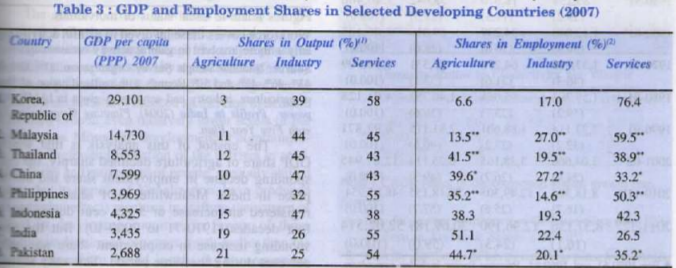 Table 3 : GDP and Employment Shares in Selected Developing Countries (2007)
Country GDP per capita Shares in Output (%)(1) Shares in Employment (%)(2)
(PPP) 2007 Agriculture Industry Services Agriculture Industry Services
Korea, 29,101 3 39 58 6.6 17.0 76.4
Republic of
Malaysia 14,730 11 44 45 13.5** 27.0** 59.5**
Thailand 8,553 12 45 43 41.5** 19.5** 38.9**
China 7,599 10 47 43 39.6* 27.2* 33.2*
Philippines 3,969 12 32 55 35.2** 14.6** 50.3**
Indonesia 4,325 15 47 38 38.3 19.3 42.3
India 3,435 19 26 55 51.1 22.4 26.5
Pakistan 2,688 21 25 54 44.7* 20.1* 35.2*